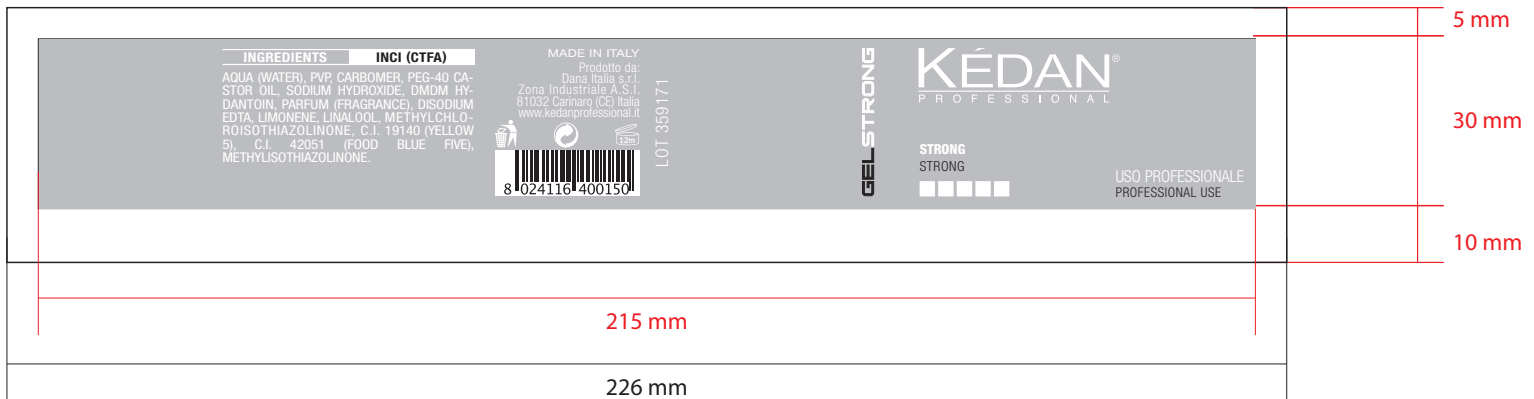 INGREDIENTS INCI (CTFA)
AQUA (WATER), PVP, CARBOMER, PEG-40 CA-
STOR OIL, SODIUM HYDROXIDE, DMDM HY-
DANTOIN, PARFUM (FRAGRANCE), DISODIUM
EDTA, LIMONENE, LINALOOL, METHYLCHLO-
ROISOTHIAZOLINONE, C.I. 19140 (YELLOW
5), C.I. 42051 (FOOD BLUE FIVE),
METHYLISOTHIAZOLINONE.
MADE IN ITALY
Prodotto da:
Dana Italia s.r.l.
Zona Industriale A.S.I.
81032 Carinaro (CE) Italia
www.kedanprofessional.it
12m
8 024116 400150
LOT 359171
GELSTRONG
KÉDAN®
PROFESSIONAL
STRONG
STRONG
USO PROFESSIONALE
PROFESSIONAL USE
5 mm
30 mm
10 mm
215 mm
226 mm